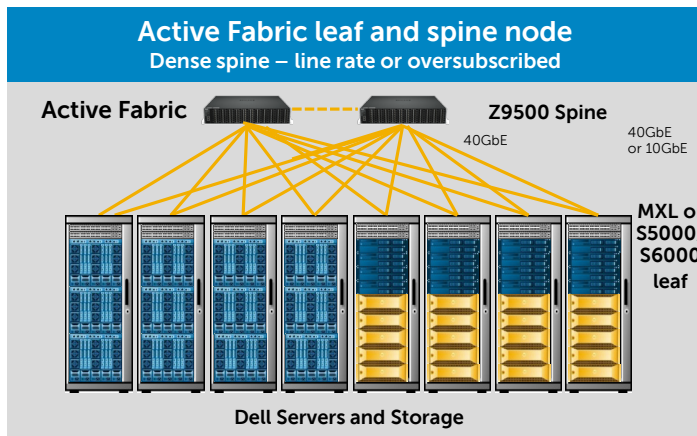 Active Fabric leaf and spine node
Dense spine – line rate or oversubscribed
Active Fabric
Z9500 Spine
40GbE
40GbE
or 10GbE
MXL o
S5000
S6000
leaf
Dell Servers and Storage